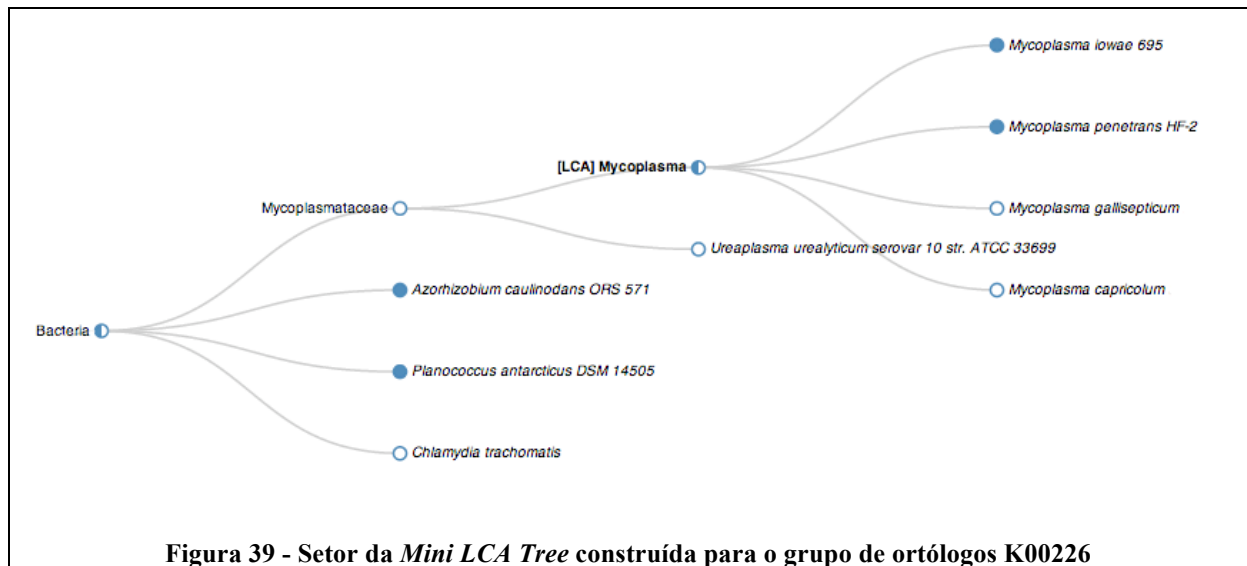 Mycoplasma iowae 695
Mycoplasma penetrans HF-2
[LCA] Mycoplasma
Mycoplasmataceae
Mycoplasma gallisepticum
Ureaplasma urealyticum serovar 10 str. ATCC 33699
Azorhizobium caulinodans ORS 571
Mycoplasma capricolum
Bacteria
Planococcus antarcticus DSM 14505
Chlamydia trachomatis
Figura 39 - Setor da Mini LCA Tree construída para o grupo de ortólogos K00226